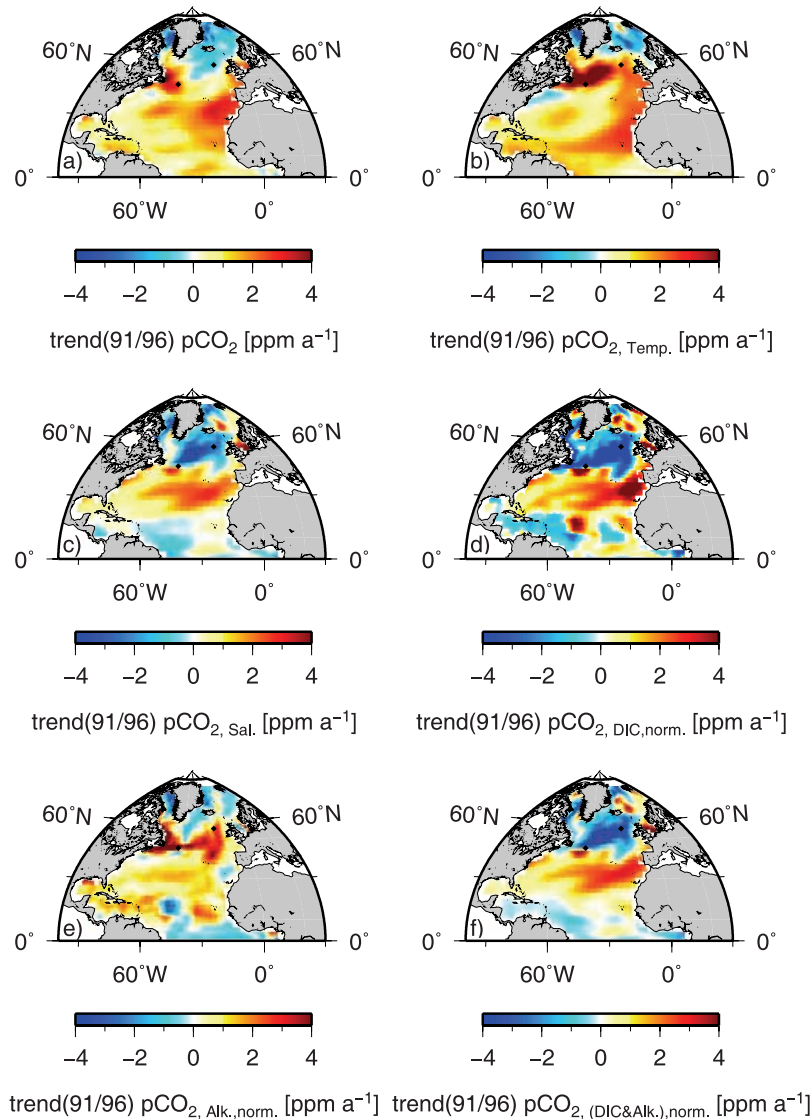 60°N 60°N 60°N 60°N
a) b)
0° 0° 0° 0°
60°W 0° 60°W 0°
−4 −2 0 2 4 −4 −2 0 2 4
trend(91/96) pCO₂ [ppm a⁻¹] trend(91/96) pCO₂, Temp. [ppm a⁻¹]
60°N 60°N 60°N 60°N
c) d)
0° 0° 0° 0°
60°W 0° 60°W 0°
−4 −2 0 2 4 −4 −2 0 2 4
trend(91/96) pCO₂, Sal. [ppm a⁻¹] trend(91/96) pCO₂, DIC,norm. [ppm a⁻¹]
60°N 60°N 60°N 60°N
e) f)
0° 0° 0° 0°
60°W 0° 60°W 0°
−4 −2 0 2 4 −4 −2 0 2 4
trend(91/96) pCO₂, Alk.,norm. [ppm a⁻¹] trend(91/96) pCO₂, (DIC&Alk.),norm. [ppm a⁻¹]